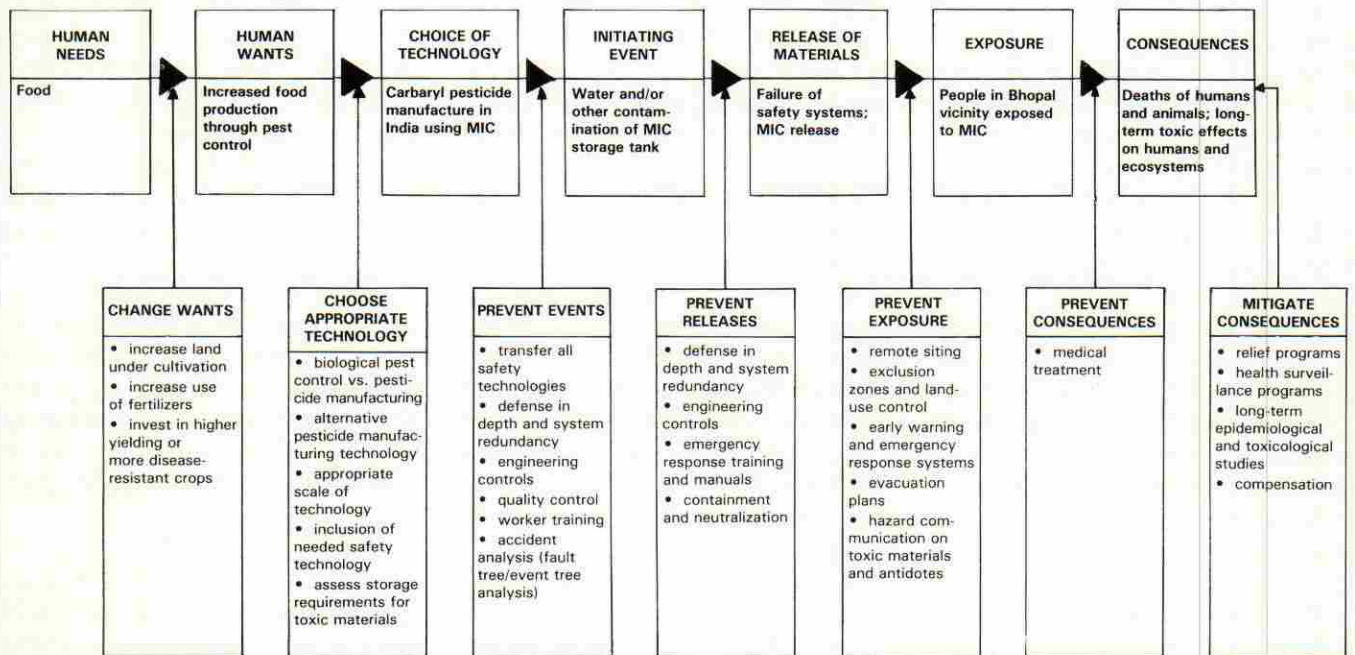 HUMAN
NEEDS
Food
HUMAN
WANTS
Increased food
production
through pest
control
CHOICE OF
TECHNOLOGY
Carbaryl pesticide
manufacture in
India using MIC
INITIATING
EVENT
Water and/or
other contam-
ination of MIC
storage tank
RELEASE OF
MATERIALS
Failure of
safety systems;
MIC release
EXPOSURE
People in Bhopal
vicinity exposed
to MIC
CONSEQUENCES
Deaths of humans
and animals; long-
term toxic effects
on humans and
ecosystems
CHANGE WANTS
• increase land
under cultivation
• increase use
of fertilizers
• invest in higher
yielding or
more disease-
resistant crops
CHOOSE
APPROPRIATE
TECHNOLOGY
• biological pest
control vs. pesti-
cide manufacturing
• alternative
pesticide manufac-
turing technology
• appropriate
scale of
technology
• inclusion of
needed safety
technology
• assess storage
requirements for
toxic materials
PREVENT EVENTS
• transfer all
safety
technologies
• defense in
depth and system
redundancy
• engineering
controls
• quality control
• worker training
• accident
analysis (fault
tree/event tree
analysis)
PREVENT
RELEASES
• defense in
depth and system
redundancy
• engineering
controls
• emergency
response training
and manuals
• containment
and neutralization
PREVENT
EXPOSURE
• remote siting
• exclusion
zones and land-
use control
• early warning
and emergency
response systems
• evacuation
plans
• hazard com-
munication on
toxic materials
and antidotes
PREVENT
CONSEQUENCES
• medical
treatment
MITIGATE
CONSEQUENCES
• relief programs
• health surveil-
lance programs
• long-term
epidemiological
and toxicological
studies
• compensation